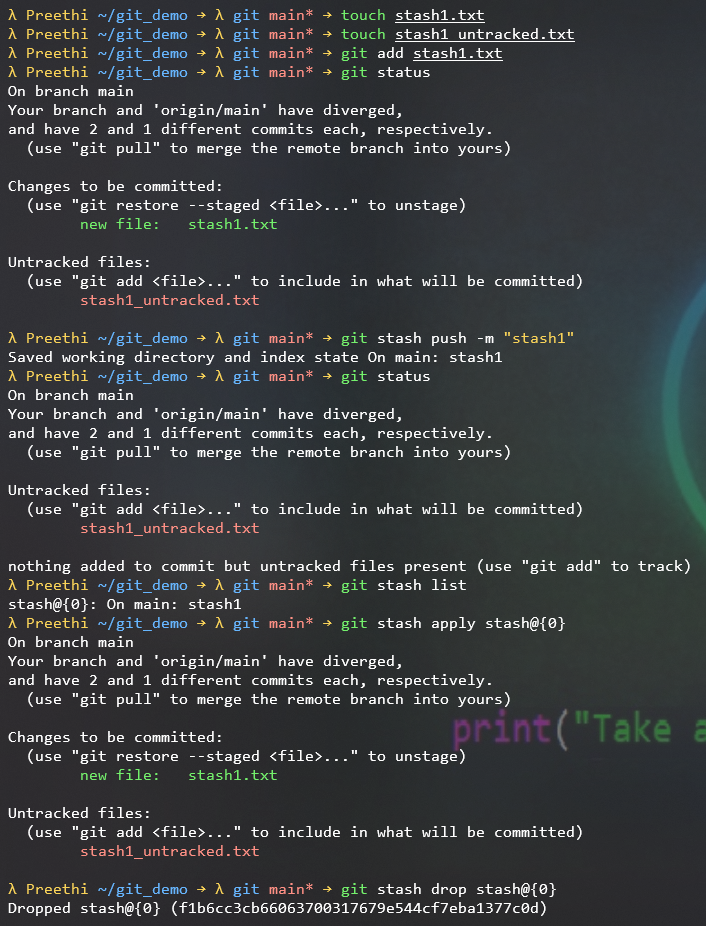 λ Preethi ~/git_demo → λ git main* → touch stash1.txt
λ Preethi ~/git_demo → λ git main* → touch stash1_untracked.txt
λ Preethi ~/git_demo → λ git main* → git add stash1.txt
λ Preethi ~/git_demo → λ git main* → git status
On branch main
Your branch and 'origin/main' have diverged,
and have 2 and 1 different commits each, respectively.
  (use "git pull" to merge the remote branch into yours)

Changes to be committed:
  (use "git restore --staged <file>..." to unstage)
        new file:   stash1.txt

Untracked files:
  (use "git add <file>..." to include in what will be committed)
        stash1_untracked.txt

λ Preethi ~/git_demo → λ git main* → git stash push -m "stash1"
Saved working directory and index state On main: stash1
λ Preethi ~/git_demo → λ git main* → git status
On branch main
Your branch and 'origin/main' have diverged,
and have 2 and 1 different commits each, respectively.
  (use "git pull" to merge the remote branch into yours)

Untracked files:
  (use "git add <file>..." to include in what will be committed)
        stash1_untracked.txt

nothing added to commit but untracked files present (use "git add" to track)
λ Preethi ~/git_demo → λ git main* → git stash list
stash@{0}: On main: stash1
λ Preethi ~/git_demo → λ git main* → git stash apply stash@{0}
On branch main
Your branch and 'origin/main' have diverged,
and have 2 and 1 different commits each, respectively.
  (use "git pull" to merge the remote branch into yours)
print("Take a

Changes to be committed:
  (use "git restore --staged <file>..." to unstage)
        new file:   stash1.txt

Untracked files:
  (use "git add <file>..." to include in what will be committed)
        stash1_untracked.txt

λ Preethi ~/git_demo → λ git main* → git stash drop stash@{0}
Dropped stash@{0} (f1b6cc3cb66063700317679e544cf7eba1377c0d)